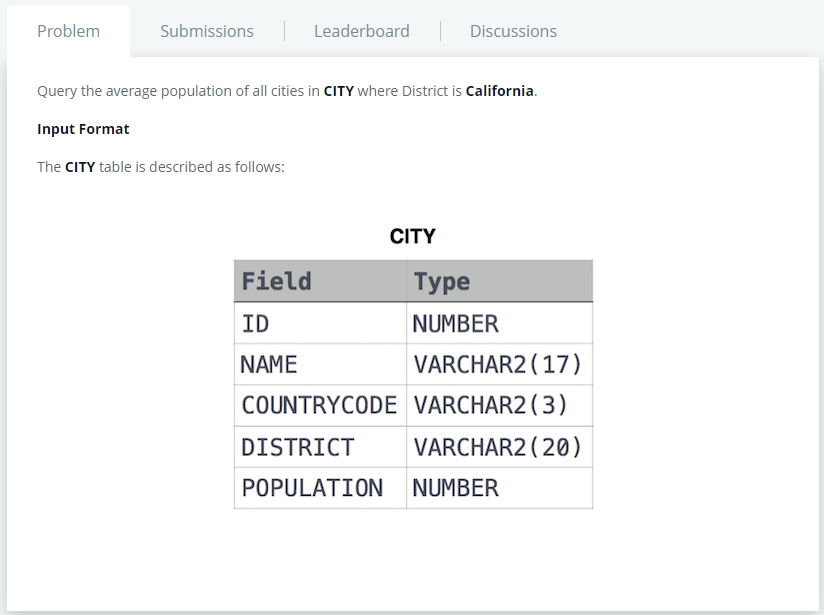 Problem Submissions Leaderboard Discussions
Query the average population of all cities in CITY where District is California.
Input Format
The CITY table is described as follows:
CITY
Field Type
ID NUMBER
NAME VARCHAR2(17)
COUNTRYCODE VARCHAR2(3)
DISTRICT VARCHAR2(20)
POPULATION NUMBER